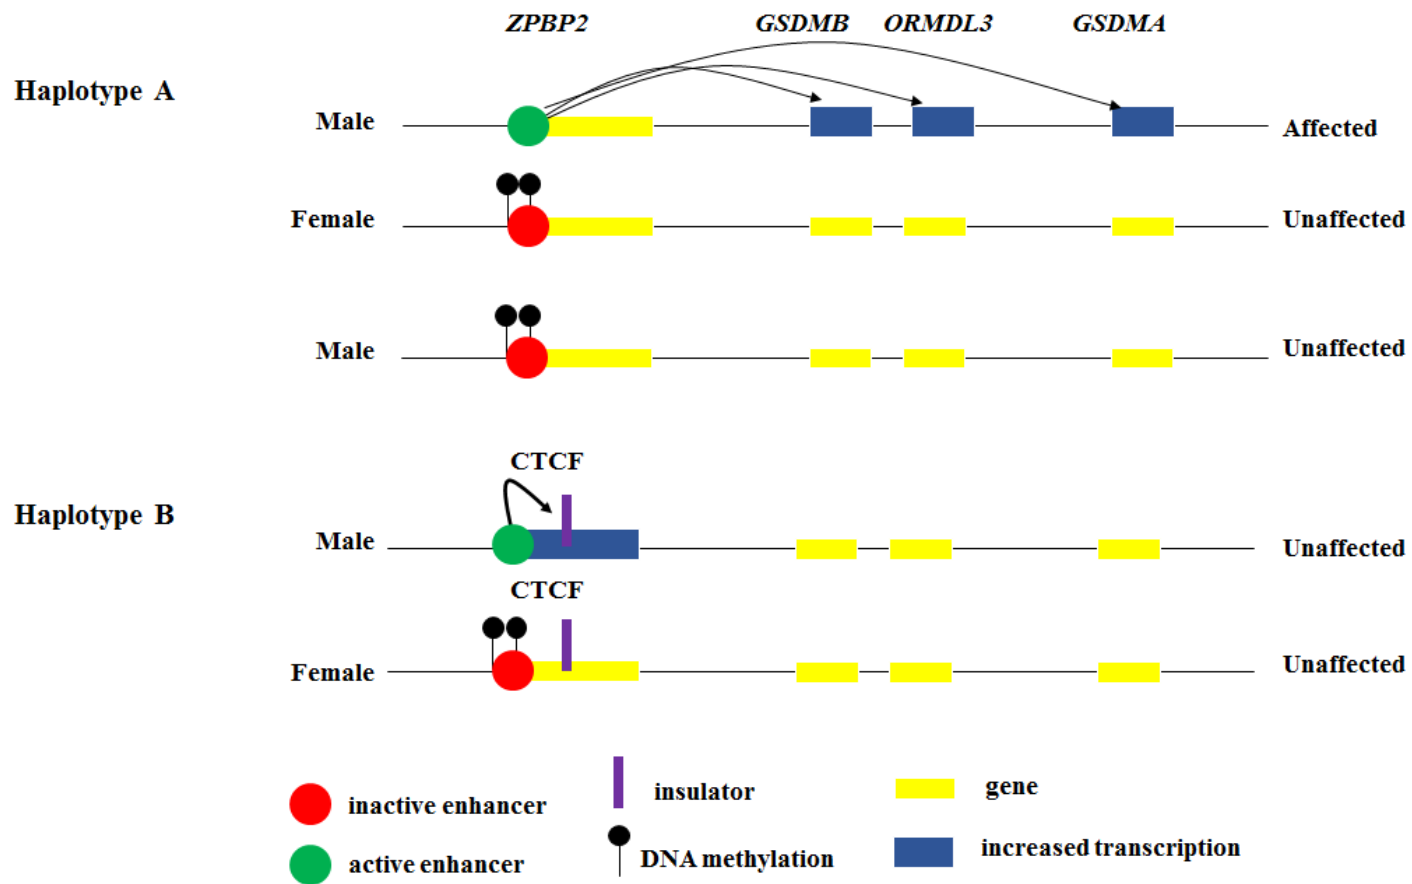 ZPBP2 GSDMB ORMDL3 GSDMA
Haplotype A
Male Affected
Female Unaffected
Male Unaffected
CTCF
Haplotype B
Male Unaffected
CTCF
Female Unaffected
inactive enhancer insulator gene
active enhancer DNA methylation increased transcription